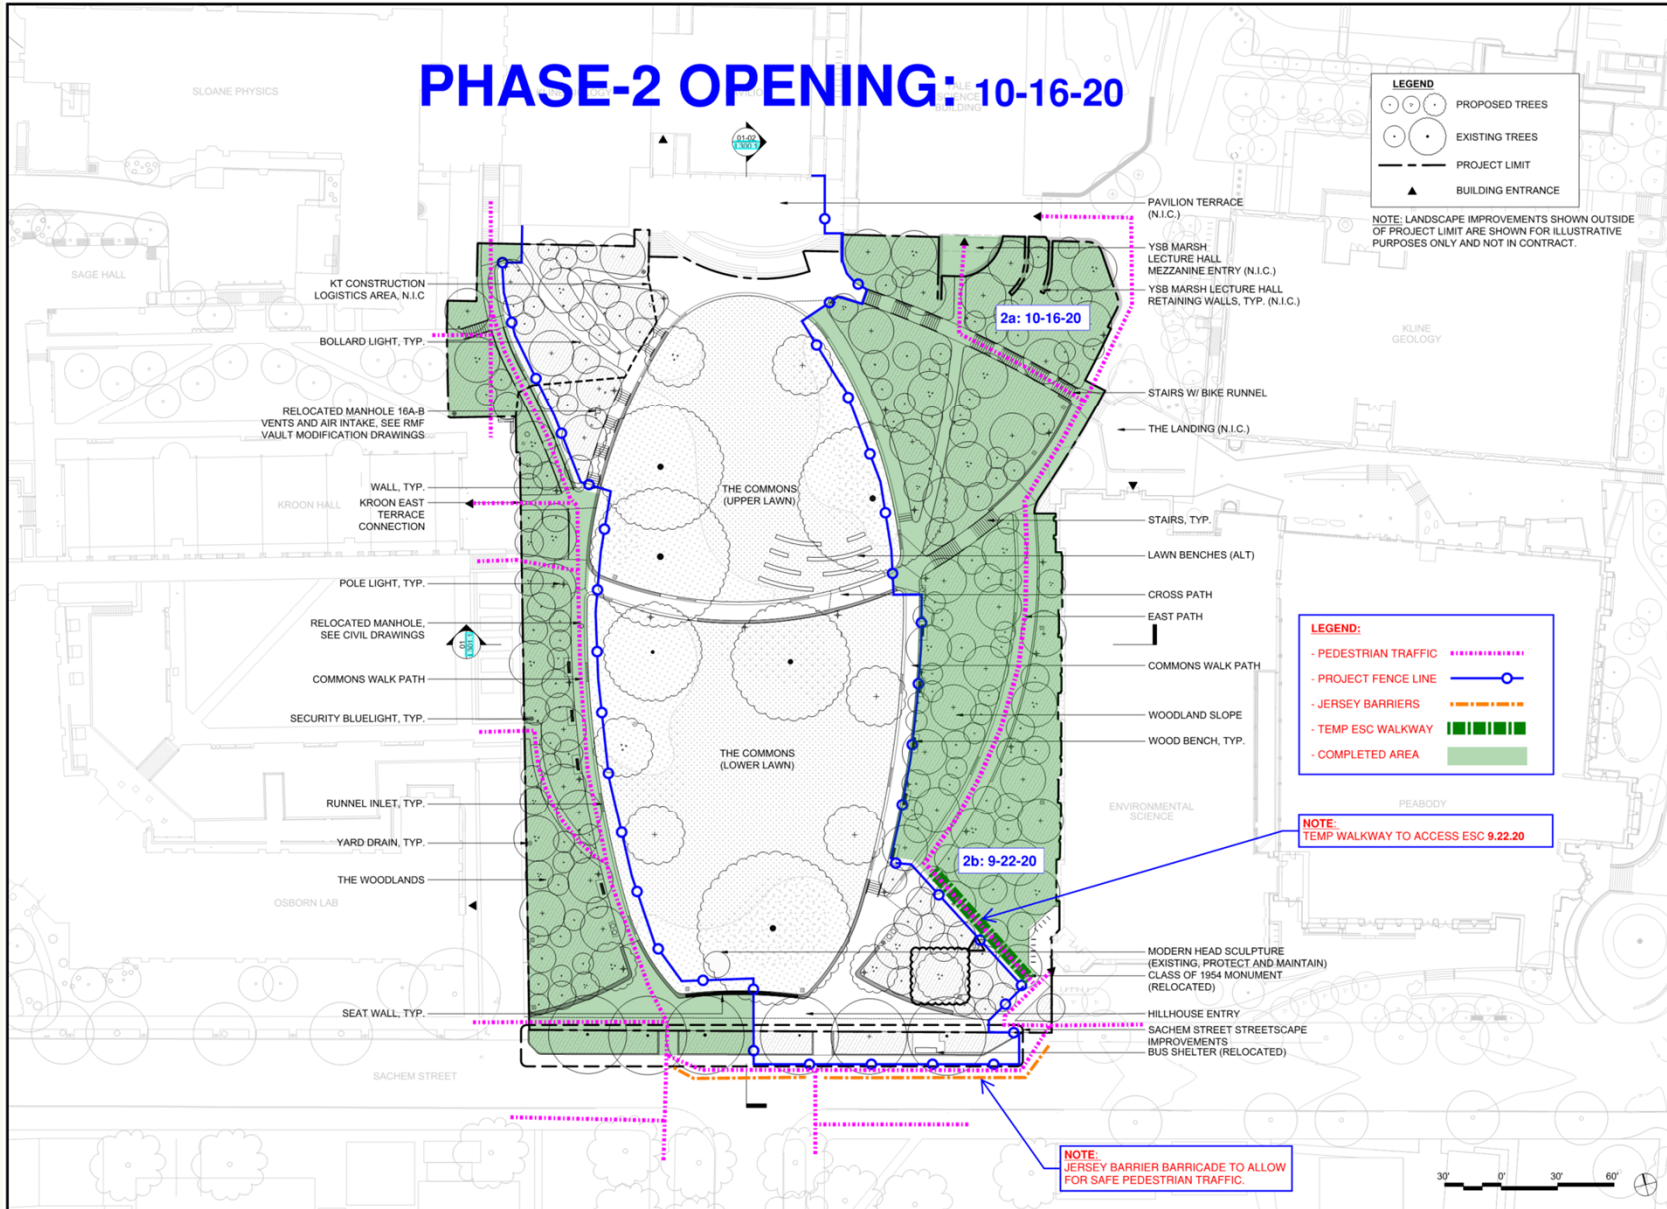 PHASE-2 OPENING: 10-16-20
SLOANE PHYSICS
YALE
SCIENCE
BUILDING
01-02
L300.1
LEGEND
PROPOSED TREES
EXISTING TREES
PROJECT LIMIT
BUILDING ENTRANCE
NOTE: LANDSCAPE IMPROVEMENTS SHOWN OUTSIDE
OF PROJECT LIMIT ARE SHOWN FOR ILLUSTRATIVE
PURPOSES ONLY AND NOT IN CONTRACT.
SAGE HALL
KT CONSTRUCTION
LOGISTICS AREA, N.I.C
BOLLARD LIGHT, TYP.
RELOCATED MANHOLE 16A-B
VENTS AND AIR INTAKE, SEE RMF
VAULT MODIFICATION DRAWINGS
WALL, TYP.
KROON HALL
KROON EAST
TERRACE
CONNECTION
POLE LIGHT, TYP.
RELOCATED MANHOLE,
SEE CIVIL DRAWINGS
01
L301.1
COMMONS WALK PATH
SECURITY BLUELIGHT, TYP.
RUNNEL INLET, TYP.
YARD DRAIN, TYP.
THE WOODLANDS
OSBORN LAB
SEAT WALL, TYP.
SACHEM STREET
THE COMMONS
(UPPER LAWN)
THE COMMONS
(LOWER LAWN)
2a: 10-16-20
2b: 9-22-20
PAVILION TERRACE
(N.I.C.)
YSB MARSH
LECTURE HALL
MEZZANINE ENTRY (N.I.C.)
YSB MARSH LECTURE HALL
RETAINING WALLS, TYP. (N.I.C.)
KLINE
GEOLOGY
STAIRS W/ BIKE RUNNEL
THE LANDING (N.I.C.)
STAIRS, TYP.
LAWN BENCHES (ALT)
CROSS PATH
EAST PATH
COMMONS WALK PATH
WOODLAND SLOPE
WOOD BENCH, TYP.
ENVIRONMENTAL
SCIENCE
PEABODY
LEGEND:
- PEDESTRIAN TRAFFIC
- PROJECT FENCE LINE
- JERSEY BARRIERS
- TEMP ESC WALKWAY
- COMPLETED AREA
NOTE:
TEMP WALKWAY TO ACCESS ESC 9.22.20
MODERN HEAD SCULPTURE
(EXISTING, PROTECT AND MAINTAIN)
CLASS OF 1954 MONUMENT
(RELOCATED)
HILLHOUSE ENTRY
SACHEM STREET STREETSCAPE
IMPROVEMENTS
BUS SHELTER (RELOCATED)
NOTE:
JERSEY BARRIER BARRICADE TO ALLOW
FOR SAFE PEDESTRIAN TRAFFIC.
30' 0' 30' 60'